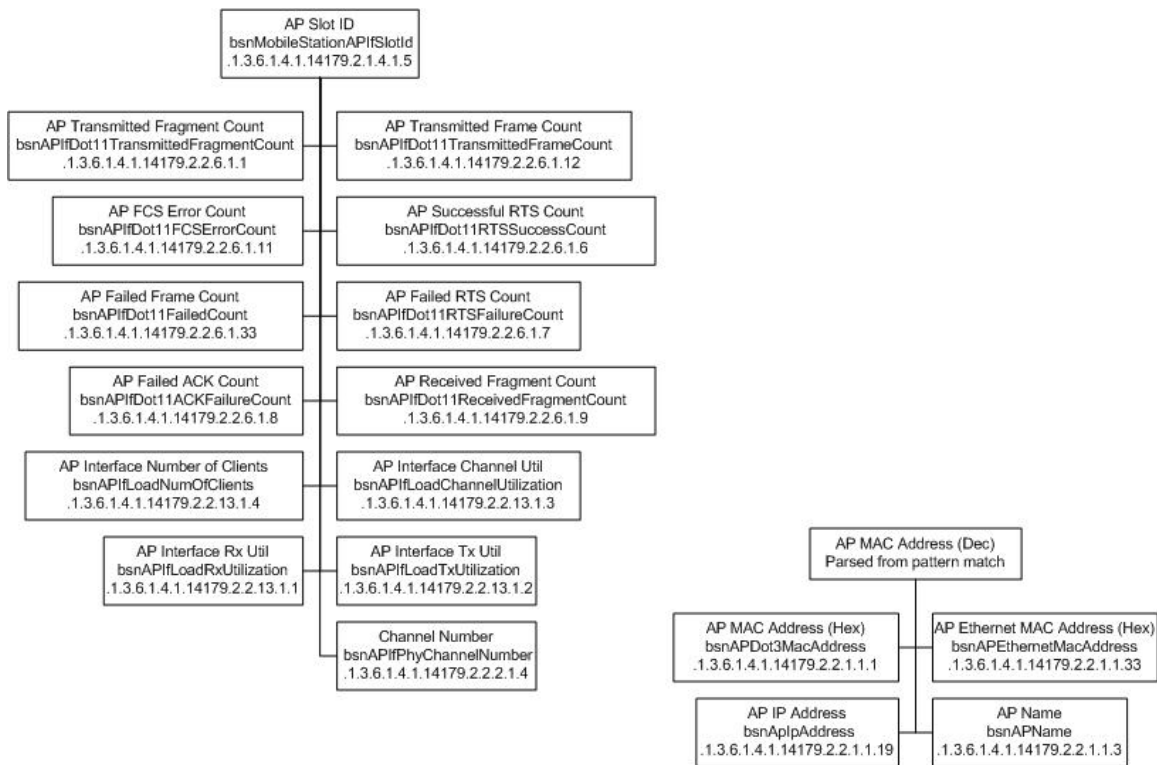 AP Slot ID
bsnMobileStationAPIfSlotId
.1.3.6.1.4.1.14179.2.1.4.1.5
AP Transmitted Fragment Count
bsnAPIfDot11TransmittedFragmentCount
.1.3.6.1.4.1.14179.2.2.6.1.1
AP Transmitted Frame Count
bsnAPIfDot11TransmittedFrameCount
.1.3.6.1.4.1.14179.2.2.6.1.12
AP FCS Error Count
bsnAPIfDot11FCSErrorCount
.1.3.6.1.4.1.14179.2.2.6.1.11
AP Successful RTS Count
bsnAPIfDot11RTSSuccessCount
.1.3.6.1.4.1.14179.2.2.6.1.6
AP Failed Frame Count
bsnAPIfDot11FailedCount
.1.3.6.1.4.1.14179.2.2.6.1.33
AP Failed RTS Count
bsnAPIfDot11RTSFailureCount
.1.3.6.1.4.1.14179.2.2.6.1.7
AP Failed ACK Count
bsnAPIfDot11ACKFailureCount
.1.3.6.1.4.1.14179.2.2.6.1.8
AP Received Fragment Count
bsnAPIfDot11ReceivedFragmentCount
.1.3.6.1.4.1.14179.2.2.6.1.9
AP Interface Number of Clients
bsnAPIfLoadNumOfClients
.1.3.6.1.4.1.14179.2.2.13.1.4
AP Interface Channel Util
bsnAPIfLoadChannelUtilization
.1.3.6.1.4.1.14179.2.2.13.1.3
AP Interface Rx Util
bsnAPIfLoadRxUtilization
.1.3.6.1.4.1.14179.2.2.13.1.1
AP Interface Tx Util
bsnAPIfLoadTxUtilization
.1.3.6.1.4.1.14179.2.2.13.1.2
Channel Number
bsnAPIfPhyChannelNumber
.1.3.6.1.4.1.14179.2.2.2.1.4
AP MAC Address (Dec)
Parsed from pattern match
AP MAC Address (Hex)
bsnAPDot3MacAddress
.1.3.6.1.4.1.14179.2.2.1.1.1
AP Ethernet MAC Address (Hex)
bsnAPEthernetMacAddress
.1.3.6.1.4.1.14179.2.2.1.1.33
AP IP Address
bsnApIpAddress
.1.3.6.1.4.1.14179.2.2.1.1.19
AP Name
bsnAPName
.1.3.6.1.4.1.14179.2.2.1.1.3